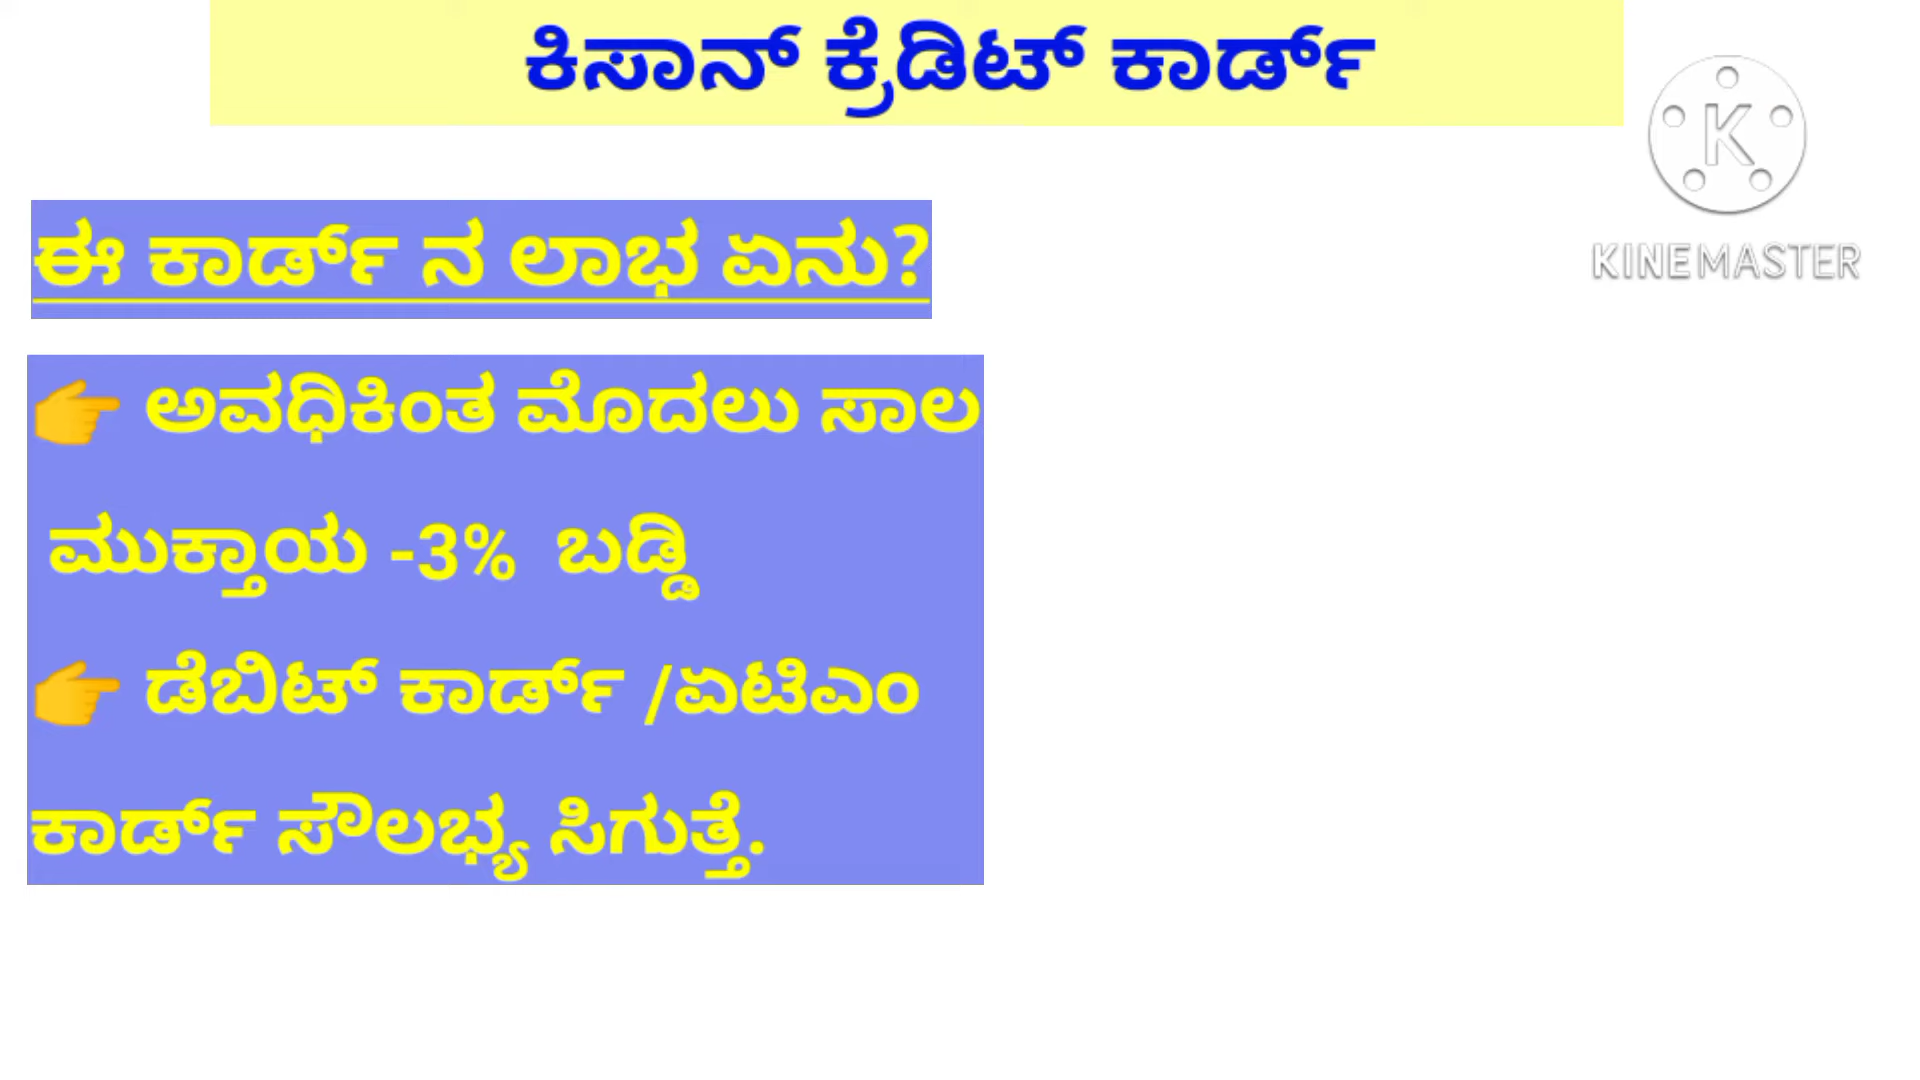 ಕಿಸಾನ್ ಕ್ರೆಡಿಟ್ ಕಾರ್ಡ್
KINEMASTER
ಈ ಕಾರ್ಡ್ ನ ಲಾಭ ಏನು?
👉 ಅವಧಿಕಿಂತ ಮೊದಲು ಸಾಲ
ಮುಕ್ತಾಯ -3% ಬಡ್ಡಿ
👉 ಡೆಬಿಟ್ ಕಾರ್ಡ್ /ಏಟಿಎಂ
ಕಾರ್ಡ್ ಸೌಲಭ್ಯ ಸಿಗುತ್ತೆ.